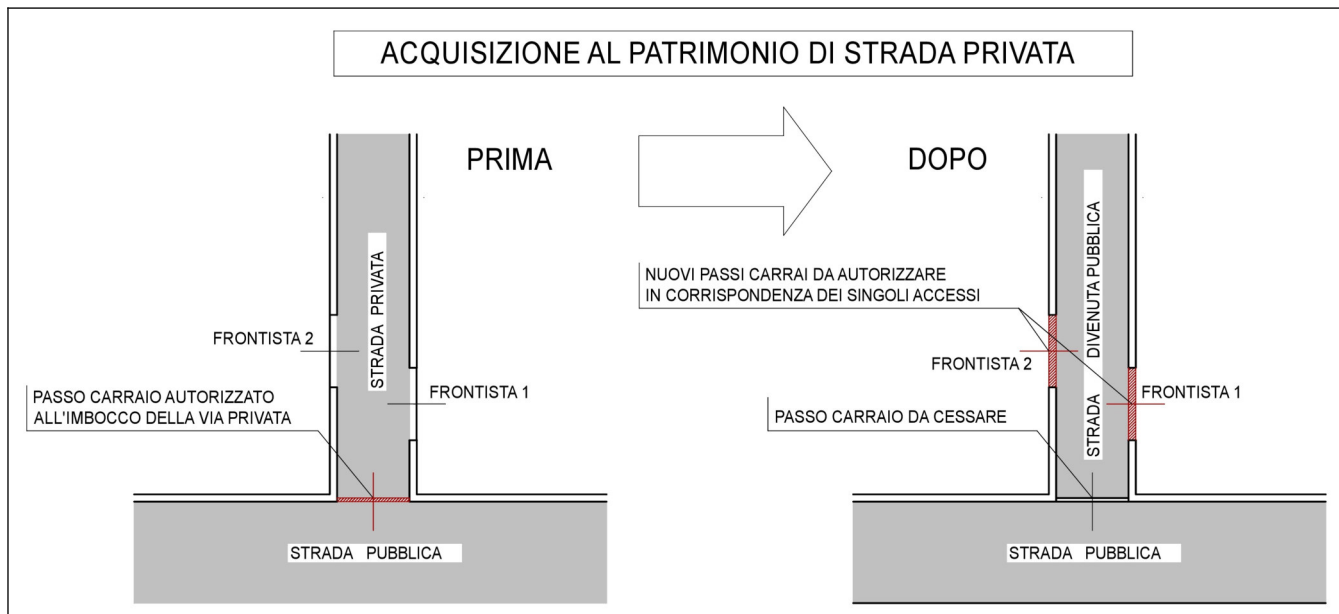 ACQUISIZIONE AL PATRIMONIO DI STRADA PRIVATA
PRIMA
STRADA PRIVATA
FRONTISTA 2
FRONTISTA 1
PASSO CARRAIO AUTORIZZATO
ALL'IMBOCCO DELLA VIA PRIVATA
STRADA PUBBLICA
DOPO
STRADA DIVENUTA PUBBLICA
NUOVI PASSI CARRAI DA AUTORIZZARE
IN CORRISPONDENZA DEI SINGOLI ACCESSI
FRONTISTA 2
FRONTISTA 1
PASSO CARRAIO DA CESSARE
STRADA PUBBLICA